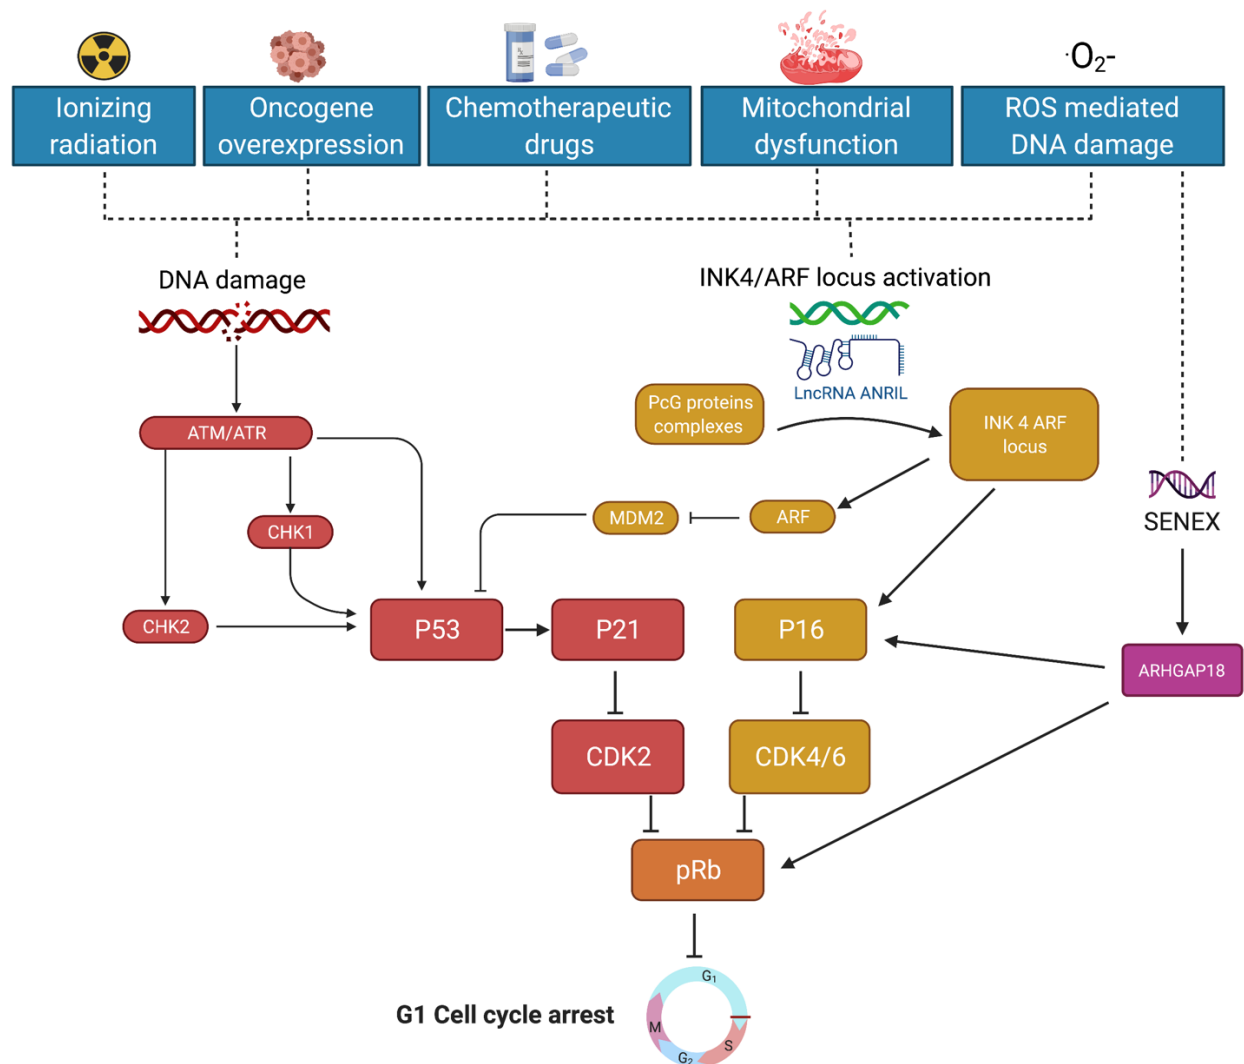 ·O₂-
Ionizing
radiation
Oncogene
overexpression
Chemotherapeutic
drugs
Mitochondrial
dysfunction
ROS mediated
DNA damage
DNA damage
INK4/ARF locus activation
LncRNA ANRIL
PcG proteins
complexes
INK 4 ARF
locus
ATM/ATR
SENEX
MDM2
ARF
CHK1
CHK2
P53
P21
P16
ARHGAP18
CDK2
CDK4/6
pRb
G1 Cell cycle arrest
G₁
M
S
G₂